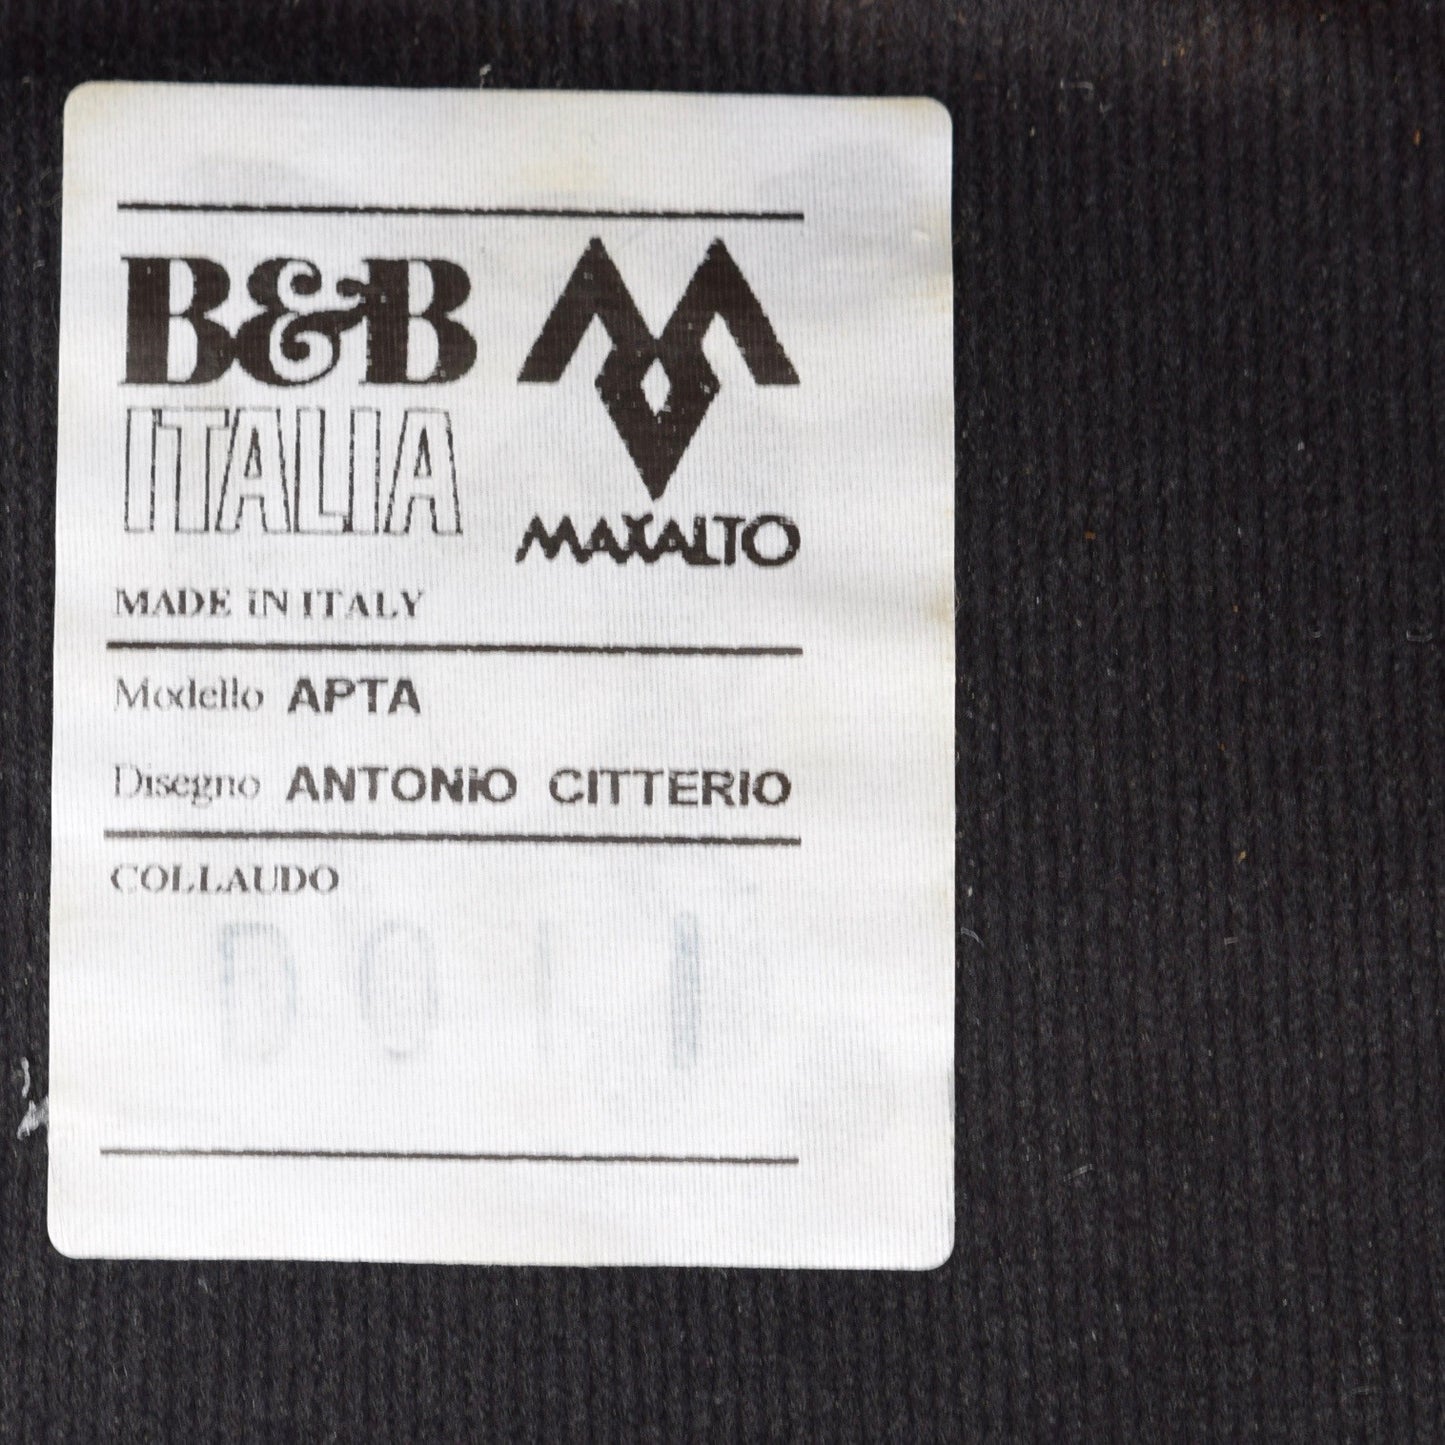 B&B
ITALIA
MAXALTO
MADE IN ITALY
Modello APTA
Disegno ANTONIO CITTERIO
COLLAUDO